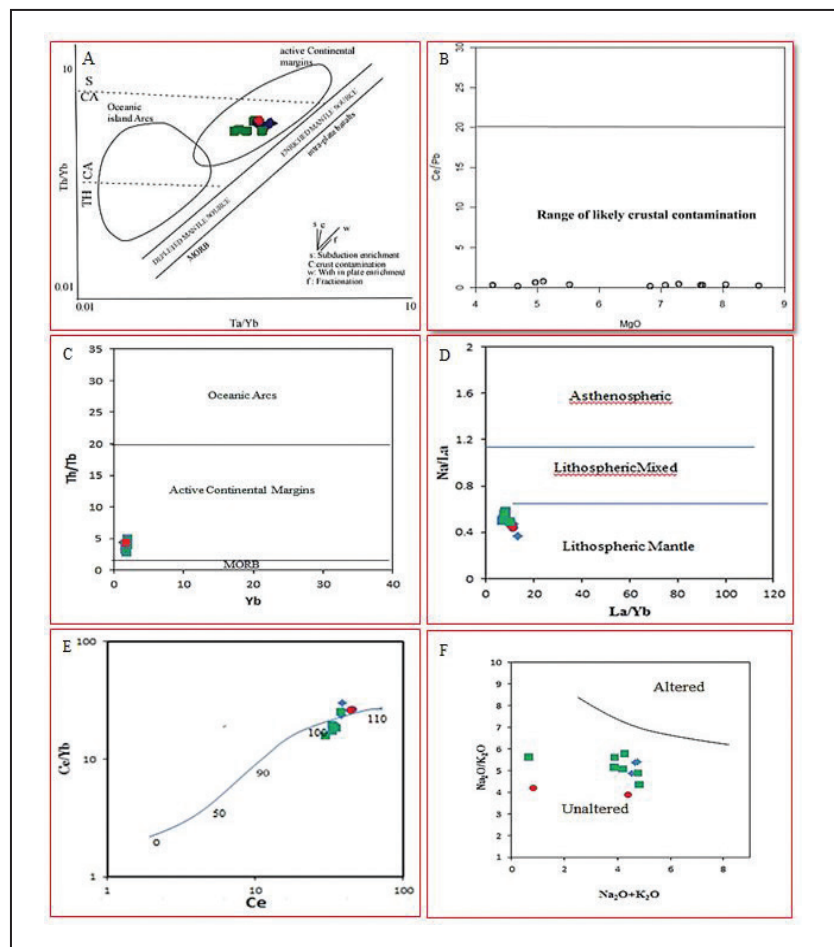 A
active Continental
margins
10
S
CA
Oceanic
island Arcs
ENRICHED MANTLE SOURCE
intra-plate basalts
Th/Yb
TH :CA
DEPLETED MANTLE SOURCE
MORB
s c w
f
s: Subduction enrichment
C:crust contamination
w: With in plate enrichment
f: Fractionation
0.01
0.01
10
Ta/Yb
B
30
25
20
15
10
5
0
Ce/Pb
Range of likely crustal contamination
4 5 6 7 8 9
MgO
C
35
30
25
20
15
10
5
0
Th/Tb
Oceanic Arcs
Active Continental Margins
MORB
0 10 20 30 40
Yb
D
2
1.6
1.2
0.8
0.4
0
Na/La
Asthenospheric
LithosphericMixed
Lithospheric Mantle
0 20 40 60 80 100 120
La/Yb
E
100
10
1
Ce/Yb
0
50
90
100
110
1 10 100
Ce
F
10
9
8
7
6
5
4
3
2
1
Na₂O/K₂O
Altered
Unaltered
0 2 4 6 8
Na₂O+K₂O